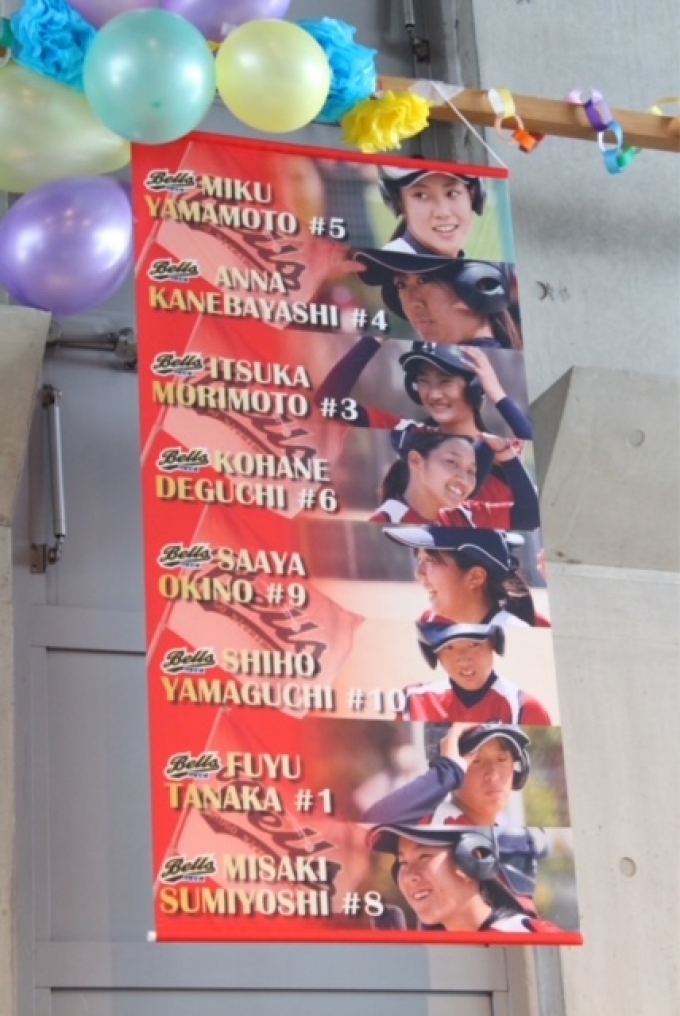 Bells MIKU
YAMAMOTO #5
Bells ANNA
KANEBAYASHI #4
Bells ITSUKA
MORIMOTO #3
Bells KOHANE
DEGUCHI #6
Bells SAAYA
OKINO #9
Bells SHIHO
YAMAGUCHI #10
Bells FUYU
TANAKA #1
Bells MISAKI
SUMIYOSHI #8